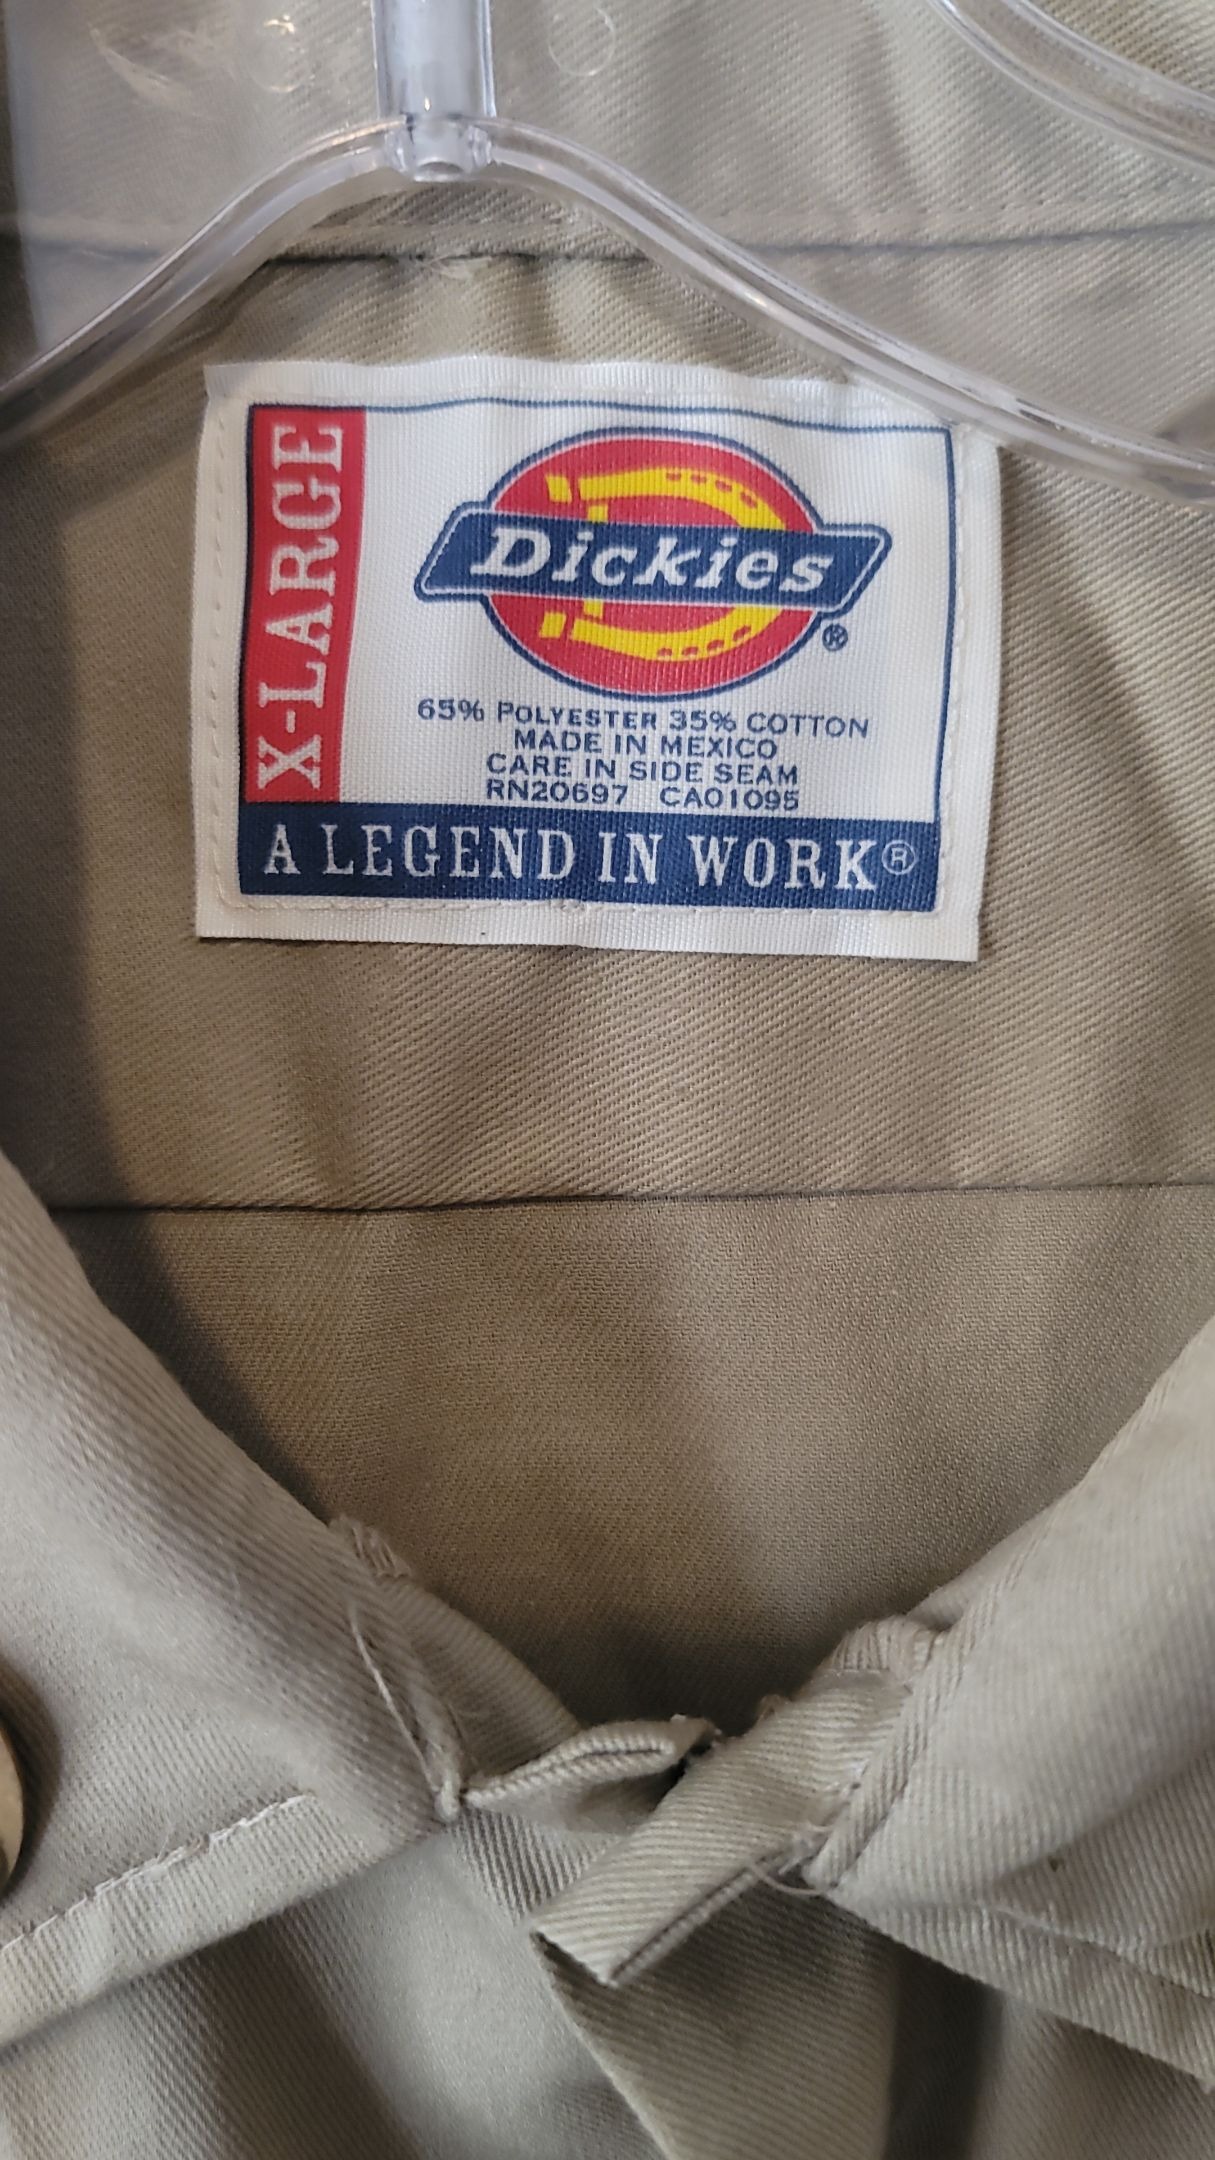 X-LARGE
Dickies®
65% POLYESTER 35% COTTON
MADE IN MEXICO
CARE IN SIDE SEAM
RN20697 CA01095
A LEGEND IN WORK®